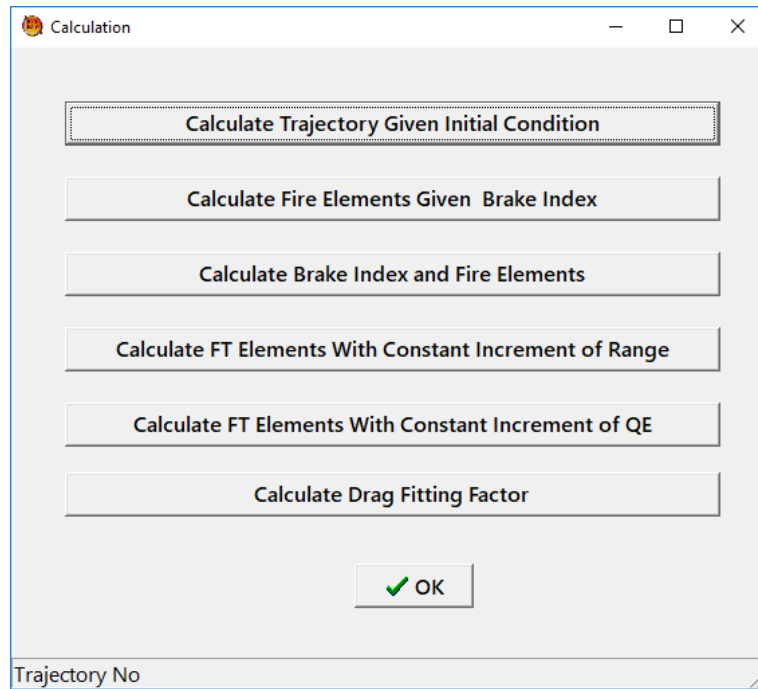 Calculation
Calculate Trajectory Given Initial Condition
Calculate Fire Elements Given  Brake Index
Calculate Brake Index and Fire Elements
Calculate FT Elements With Constant Increment of Range
Calculate FT Elements With Constant Increment of QE
Calculate Drag Fitting Factor
OK
Trajectory No